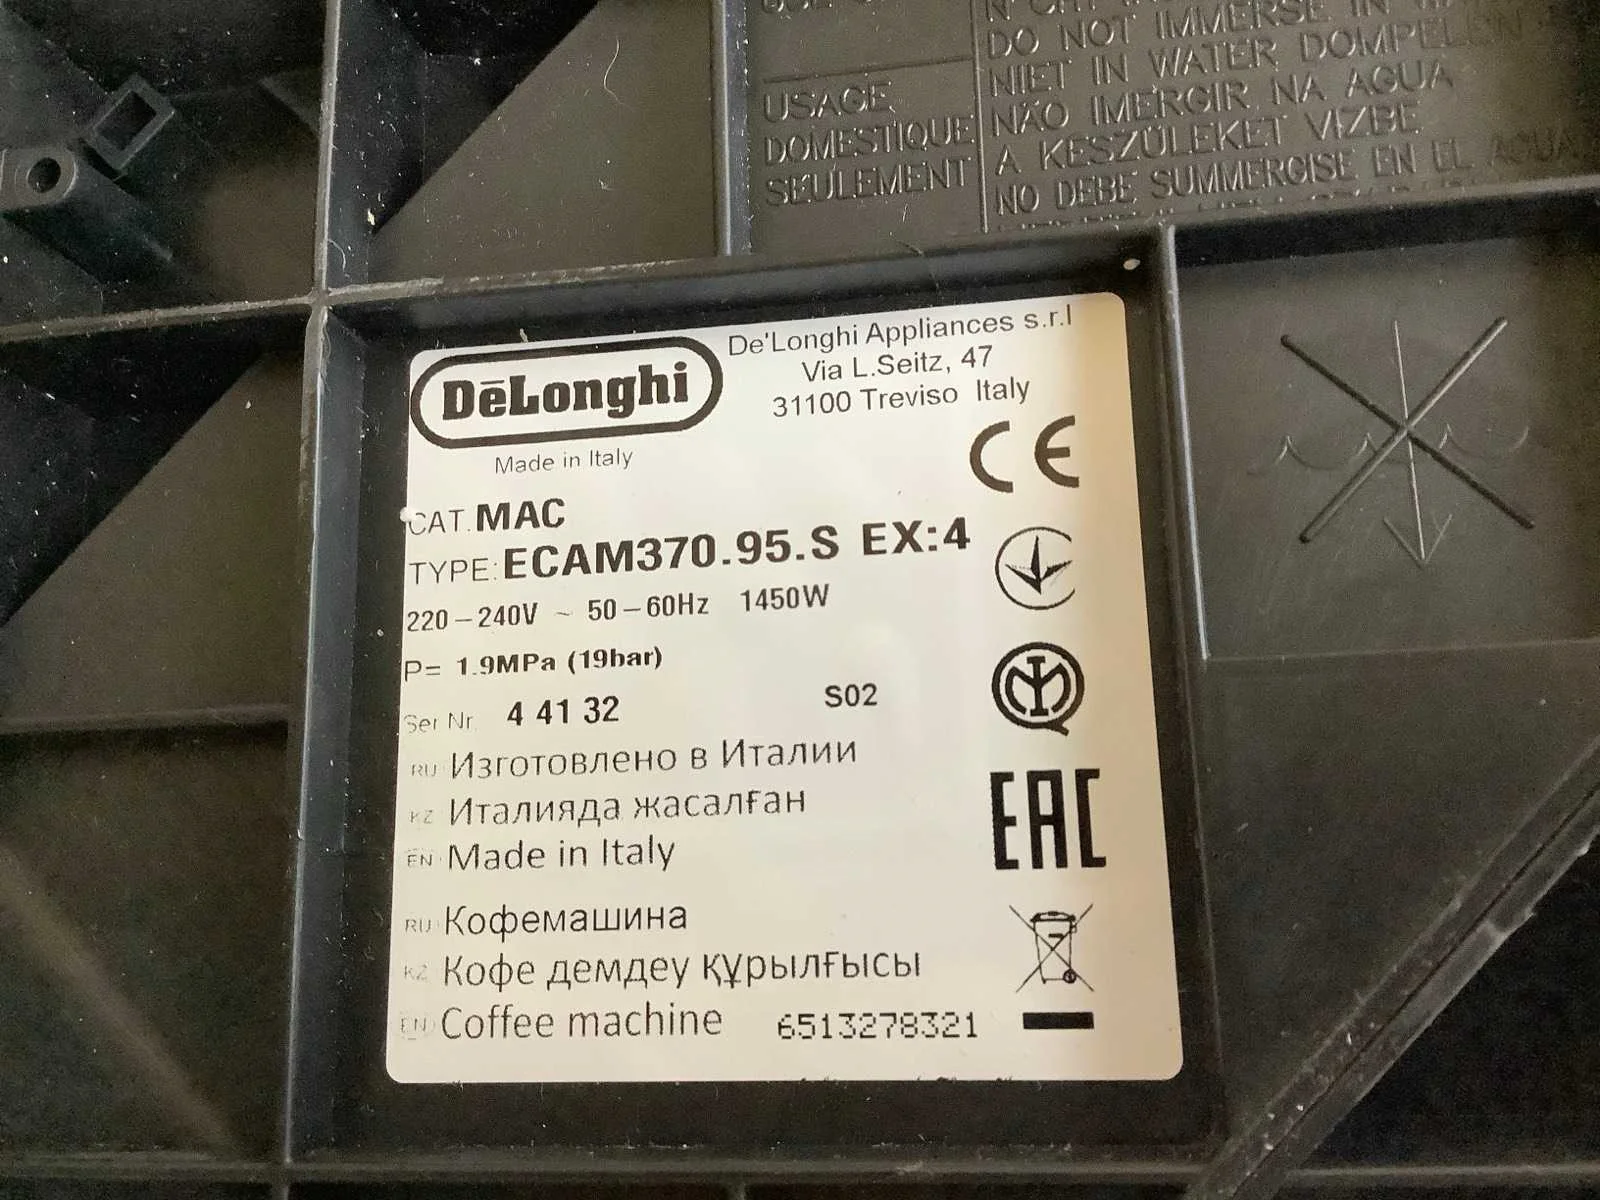 DO NOT IMMERSE IN
NIET IN WATER DOMPELEN
NÃO IMERGIR NA AGUA
A KESZÜLEKET VIZBE
NO DEBE SUMMERGISE EN EL AGUA
USAGE
DOMESTIQUE
SEULEMENT
DēLonghi
Made in Italy
De'Longhi Appliances s.r.l
Via L.Seitz, 47
31100 Treviso Italy
CE
CAT. MAC
TYPE: ECAM370.95.S EX:4
220-240V ~ 50-60Hz 1450W
P= 1.9MPa (19bar)
Ser Nr. 4 41 32 S02
RU Изготовлено в Италии
KZ Италияда жасалған
EN Made in Italy
EAC
RU Кофемашина
KZ Кофе демдеу құрылғысы
EN Coffee machine 6513278321